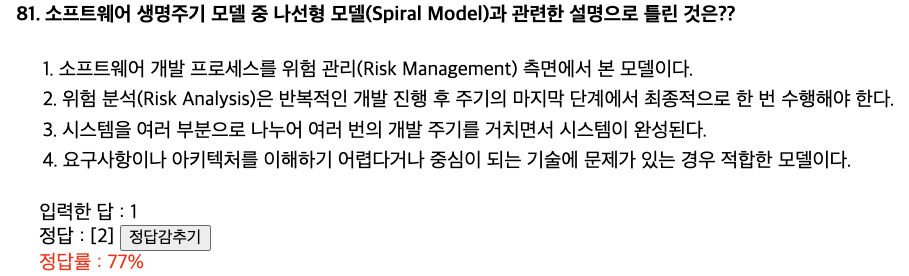 81. 소프트웨어 생명주기 모델 중 나선형 모델(Spiral Model)과 관련한 설명으로 틀린 것은??
1. 소프트웨어 개발 프로세스를 위험 관리(Risk Management) 측면에서 본 모델이다.
2. 위험 분석(Risk Analysis)은 반복적인 개발 진행 후 주기의 마지막 단계에서 최종적으로 한 번 수행해야 한다.
3. 시스템을 여러 부분으로 나누어 여러 번의 개발 주기를 거치면서 시스템이 완성된다.
4. 요구사항이나 아키텍처를 이해하기 어렵다거나 중심이 되는 기술에 문제가 있는 경우 적합한 모델이다.
입력한 답 : 1
정답 : [2] 정답감추기
정답률 : 77%